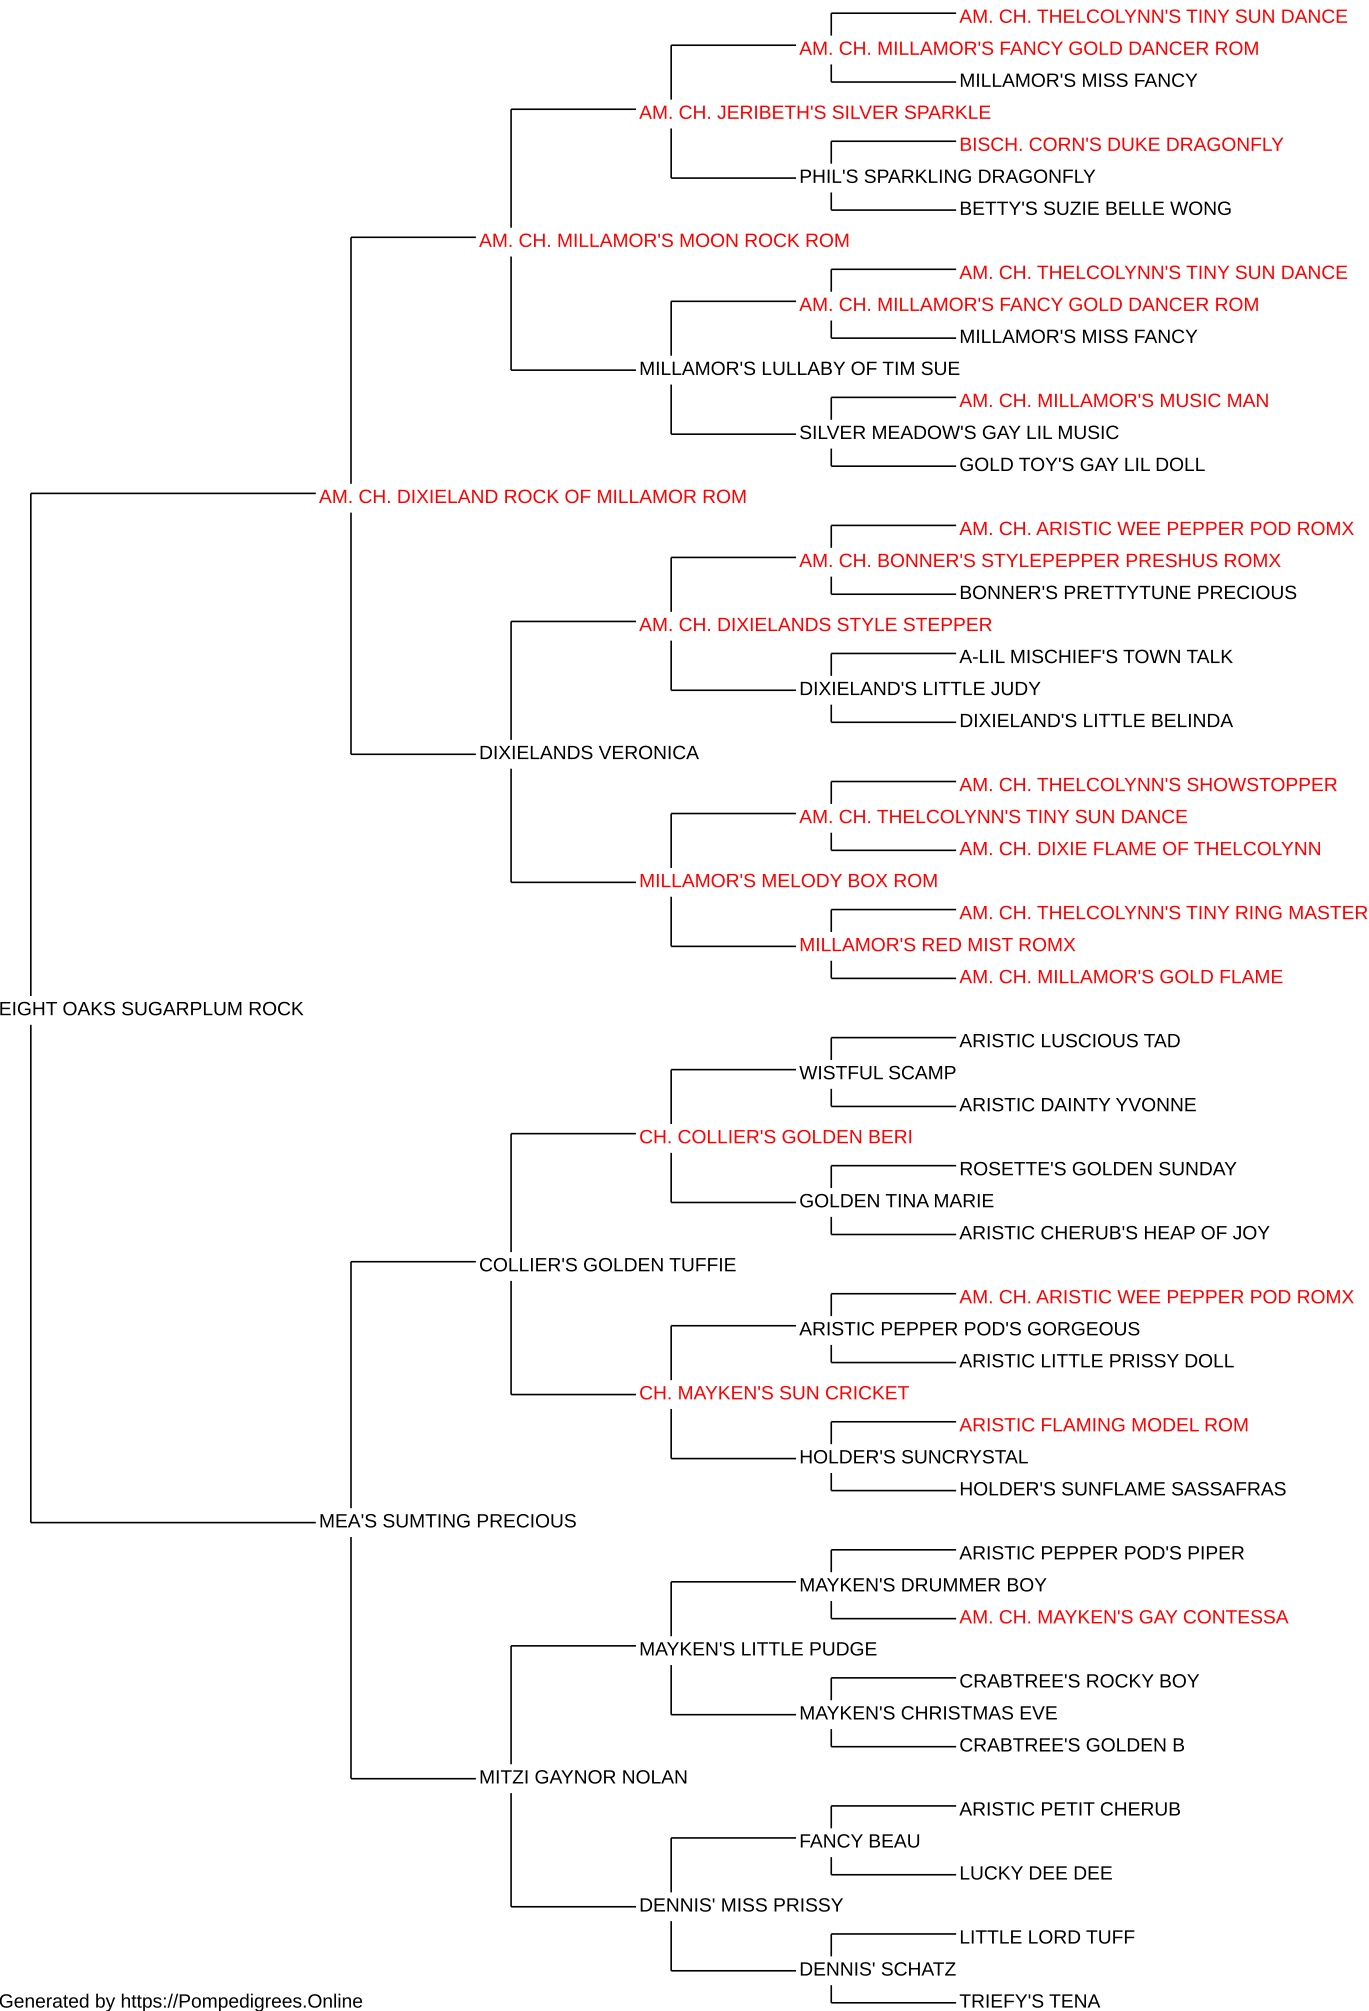 AM. CH. THELCOLYNN'S TINY SUN DANCE
AM. CH. MILLAMOR'S FANCY GOLD DANCER ROM
MILLAMOR'S MISS FANCY
AM. CH. JERIBETH'S SILVER SPARKLE
BISCH. CORN'S DUKE DRAGONFLY
PHIL'S SPARKLING DRAGONFLY
BETTY'S SUZIE BELLE WONG
AM. CH. MILLAMOR'S MOON ROCK ROM
AM. CH. THELCOLYNN'S TINY SUN DANCE
AM. CH. MILLAMOR'S FANCY GOLD DANCER ROM
MILLAMOR'S MISS FANCY
MILLAMOR'S LULLABY OF TIM SUE
AM. CH. MILLAMOR'S MUSIC MAN
SILVER MEADOW'S GAY LIL MUSIC
GOLD TOY'S GAY LIL DOLL
AM. CH. DIXIELAND ROCK OF MILLAMOR ROM
AM. CH. ARISTIC WEE PEPPER POD ROMX
AM. CH. BONNER'S STYLEPEPPER PRESHUS ROMX
BONNER'S PRETTYTUNE PRECIOUS
AM. CH. DIXIELANDS STYLE STEPPER
A-LIL MISCHIEF'S TOWN TALK
DIXIELAND'S LITTLE JUDY
DIXIELAND'S LITTLE BELINDA
DIXIELANDS VERONICA
AM. CH. THELCOLYNN'S SHOWSTOPPER
AM. CH. THELCOLYNN'S TINY SUN DANCE
AM. CH. DIXIE FLAME OF THELCOLYNN
MILLAMOR'S MELODY BOX ROM
AM. CH. THELCOLYNN'S TINY RING MASTER
MILLAMOR'S RED MIST ROMX
AM. CH. MILLAMOR'S GOLD FLAME
EIGHT OAKS SUGARPLUM ROCK
ARISTIC LUSCIOUS TAD
WISTFUL SCAMP
ARISTIC DAINTY YVONNE
CH. COLLIER'S GOLDEN BERI
ROSETTE'S GOLDEN SUNDAY
GOLDEN TINA MARIE
ARISTIC CHERUB'S HEAP OF JOY
COLLIER'S GOLDEN TUFFIE
AM. CH. ARISTIC WEE PEPPER POD ROMX
ARISTIC PEPPER POD'S GORGEOUS
ARISTIC LITTLE PRISSY DOLL
CH. MAYKEN'S SUN CRICKET
ARISTIC FLAMING MODEL ROM
HOLDER'S SUNCRYSTAL
HOLDER'S SUNFLAME SASSAFRAS
MEA'S SUMTING PRECIOUS
ARISTIC PEPPER POD'S PIPER
MAYKEN'S DRUMMER BOY
AM. CH. MAYKEN'S GAY CONTESSA
MAYKEN'S LITTLE PUDGE
CRABTREE'S ROCKY BOY
MAYKEN'S CHRISTMAS EVE
CRABTREE'S GOLDEN B
MITZI GAYNOR NOLAN
ARISTIC PETIT CHERUB
FANCY BEAU
LUCKY DEE DEE
DENNIS' MISS PRISSY
LITTLE LORD TUFF
DENNIS' SCHATZ
TRIEFY'S TENA
Generated by https://Pompedigrees.Online